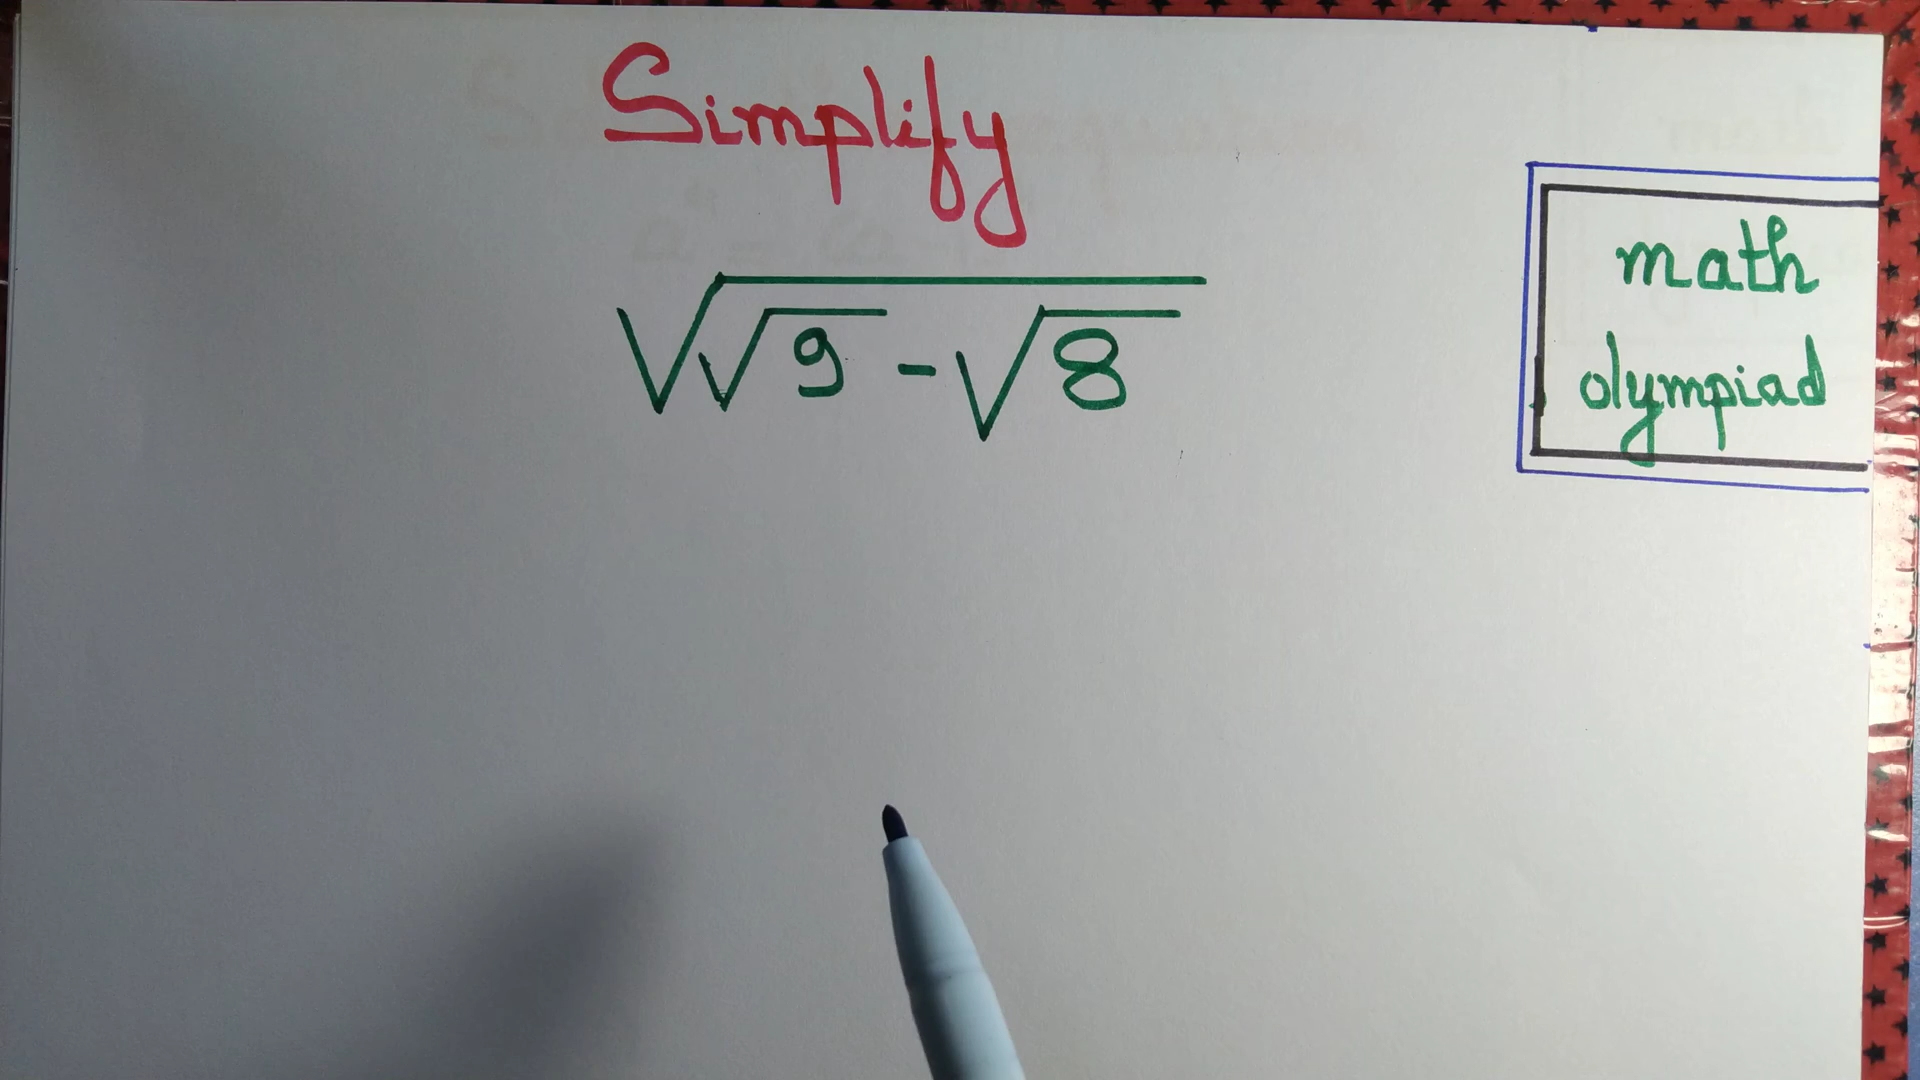 Simplify
√(√9 - √8)
math
olympiad